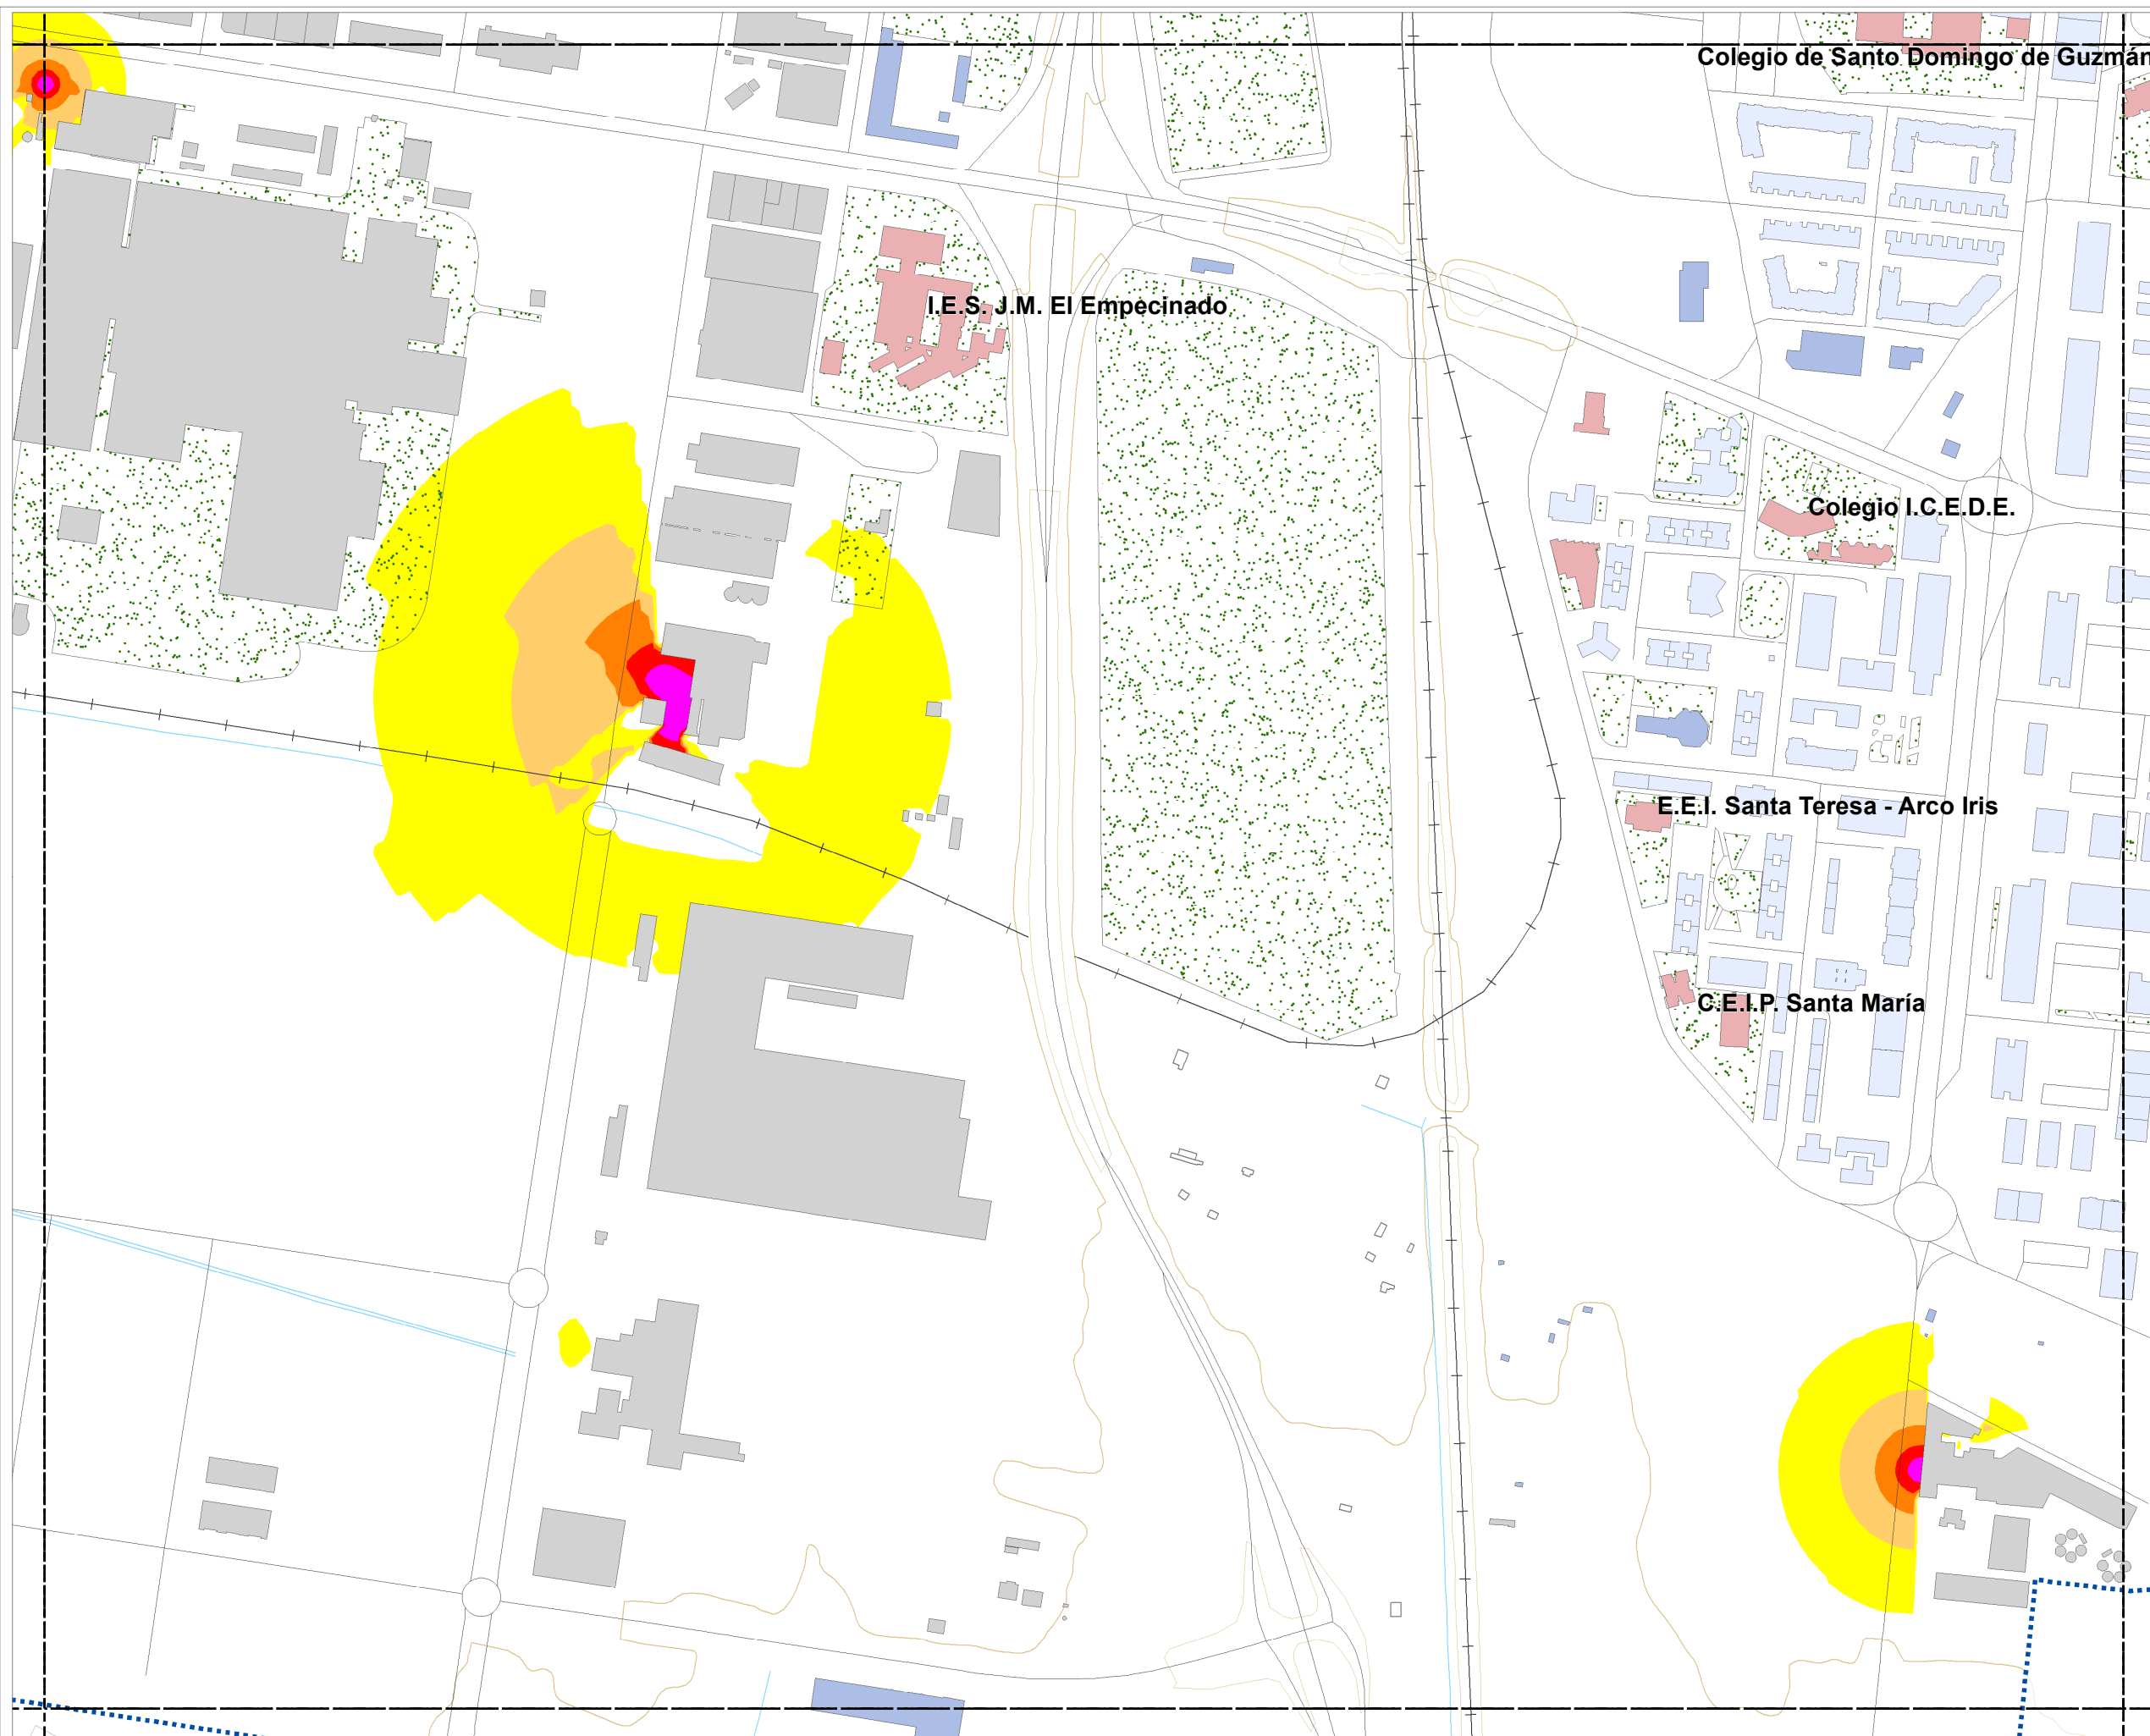 Colegio de Santo Domingo de Guzmán
I.E.S. J.M. El Empecinado
Colegio I.C.E.D.E.
E.E.I. Santa Teresa - Arco Iris
C.E.I.P. Santa María